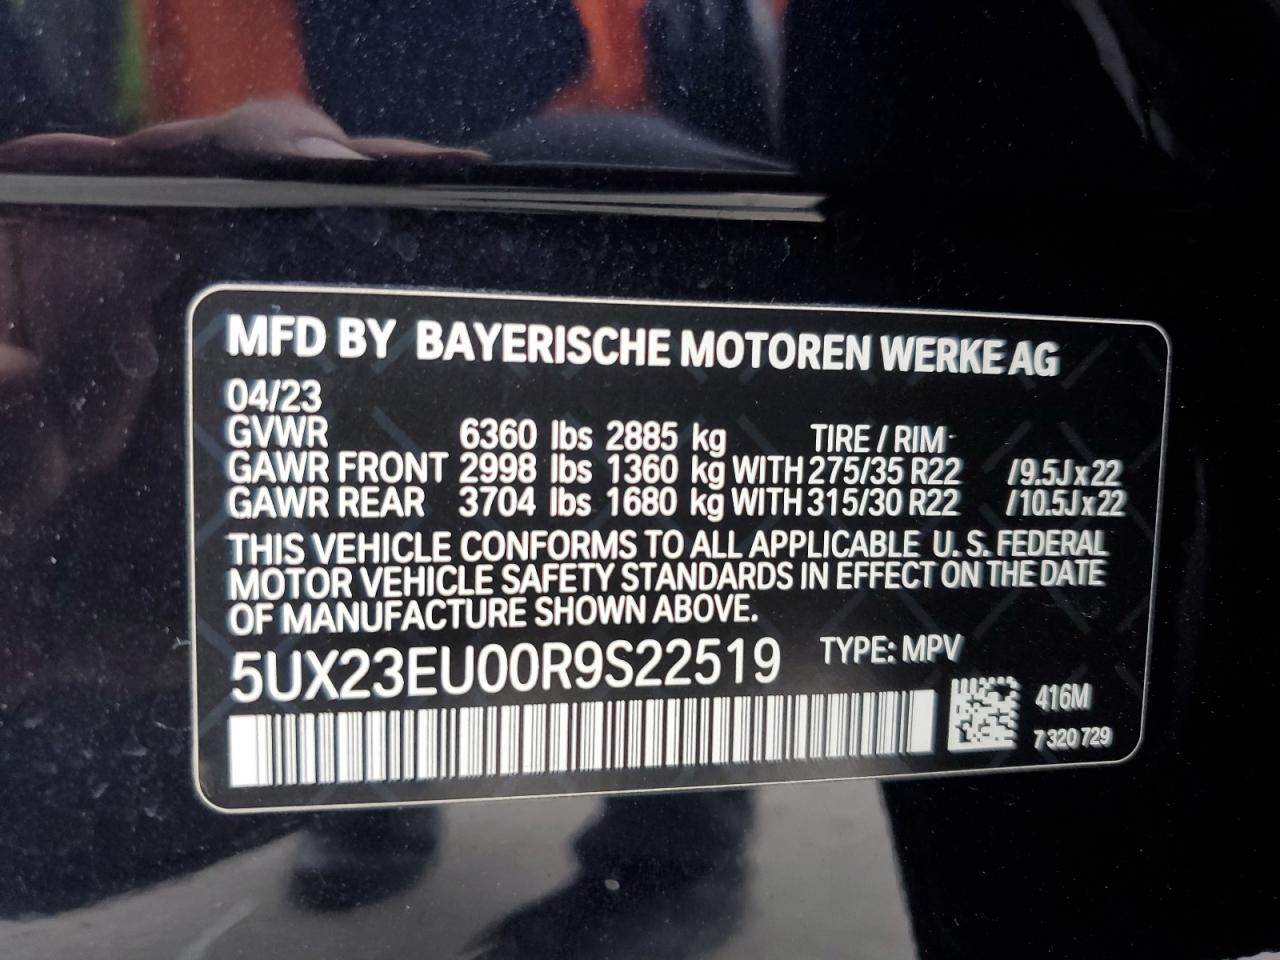 MFD BY BAYERISCHE MOTOREN WERKE AG
04/23
GVWR 6360 lbs 2885 kg TIRE / RIM
GAWR FRONT 2998 lbs 1360 kg WITH 275/35 R22 /9.5Jx22
GAWR REAR 3704 lbs 1680 kg WITH 315/30 R22 /10.5Jx22
THIS VEHICLE CONFORMS TO ALL APPLICABLE U.S. FEDERAL
MOTOR VEHICLE SAFETY STANDARDS IN EFFECT ON THE DATE
OF MANUFACTURE SHOWN ABOVE.
5UX23EU00R9S22519 TYPE: MPV
416M
7 320 729